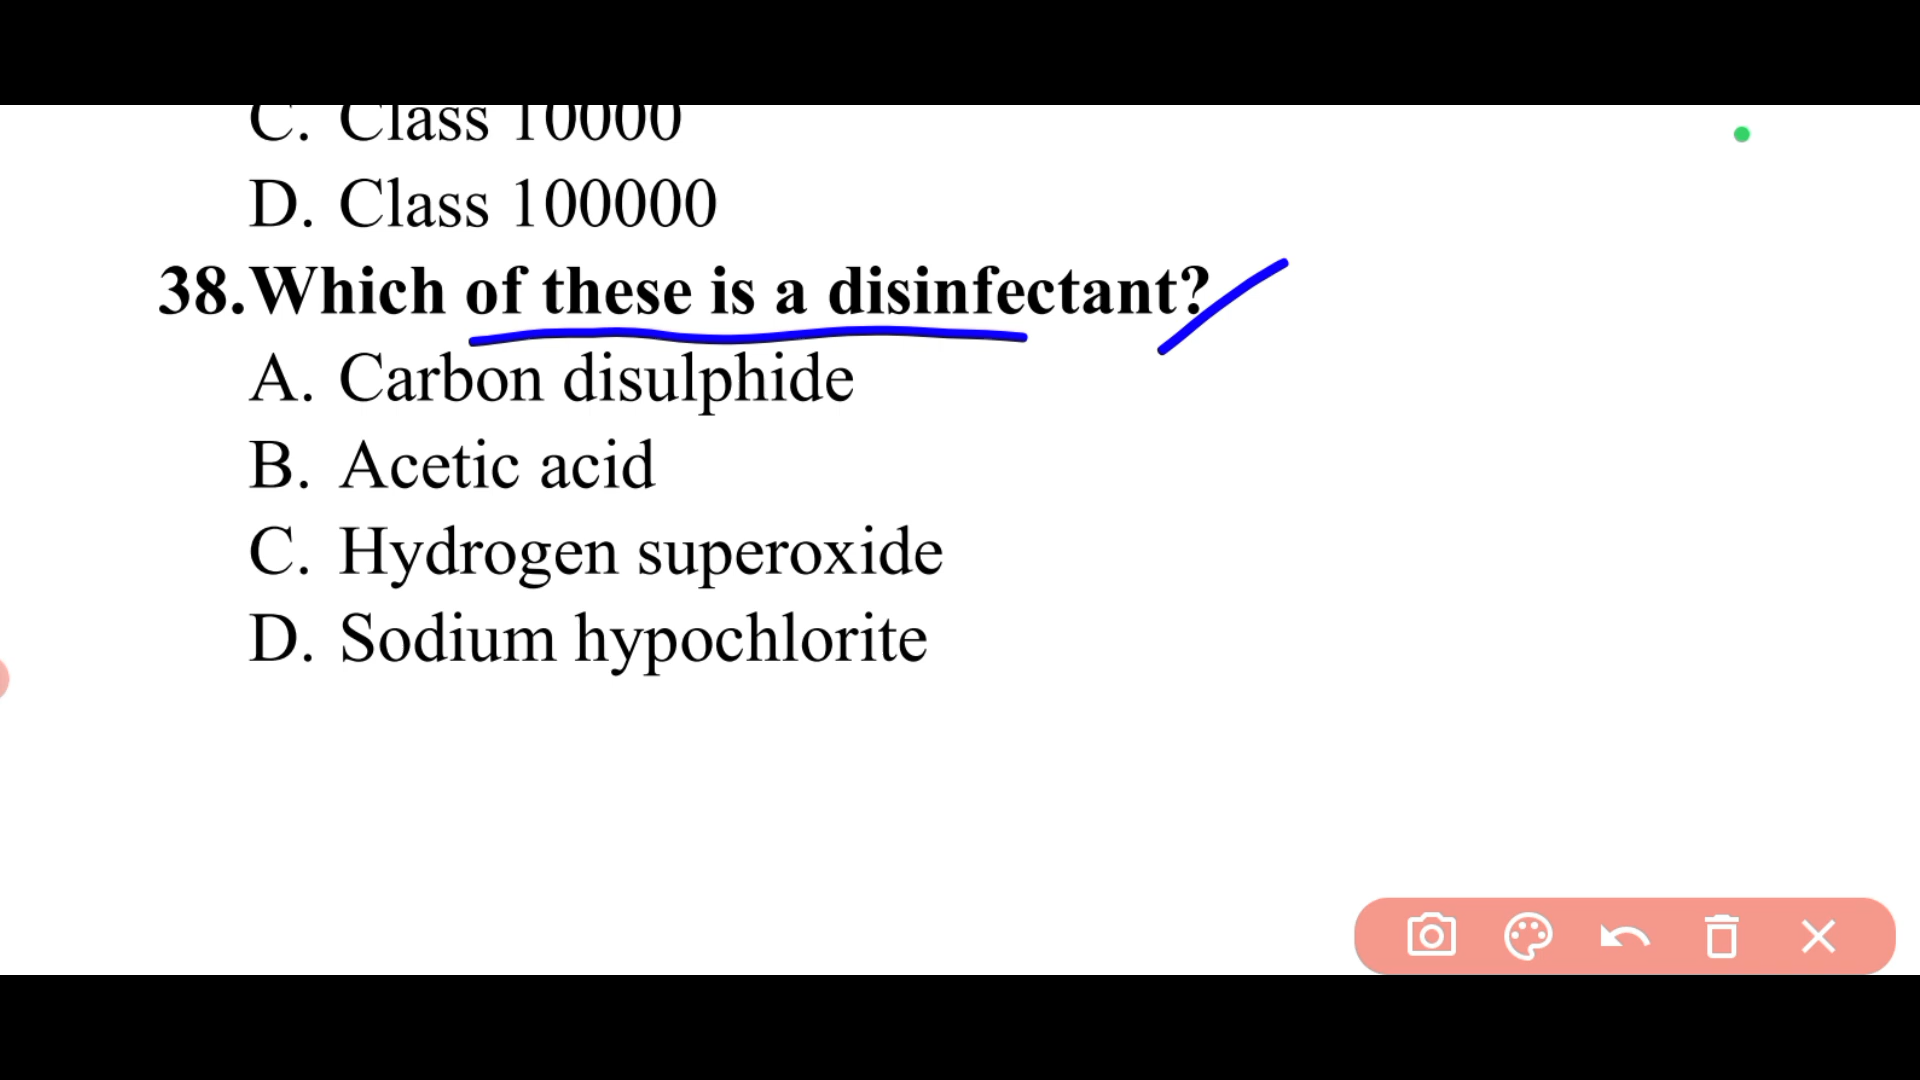 C. Class 10000
D. Class 100000
38. Which of these is a disinfectant?
A. Carbon disulphide
B. Acetic acid
C. Hydrogen superoxide
D. Sodium hypochlorite